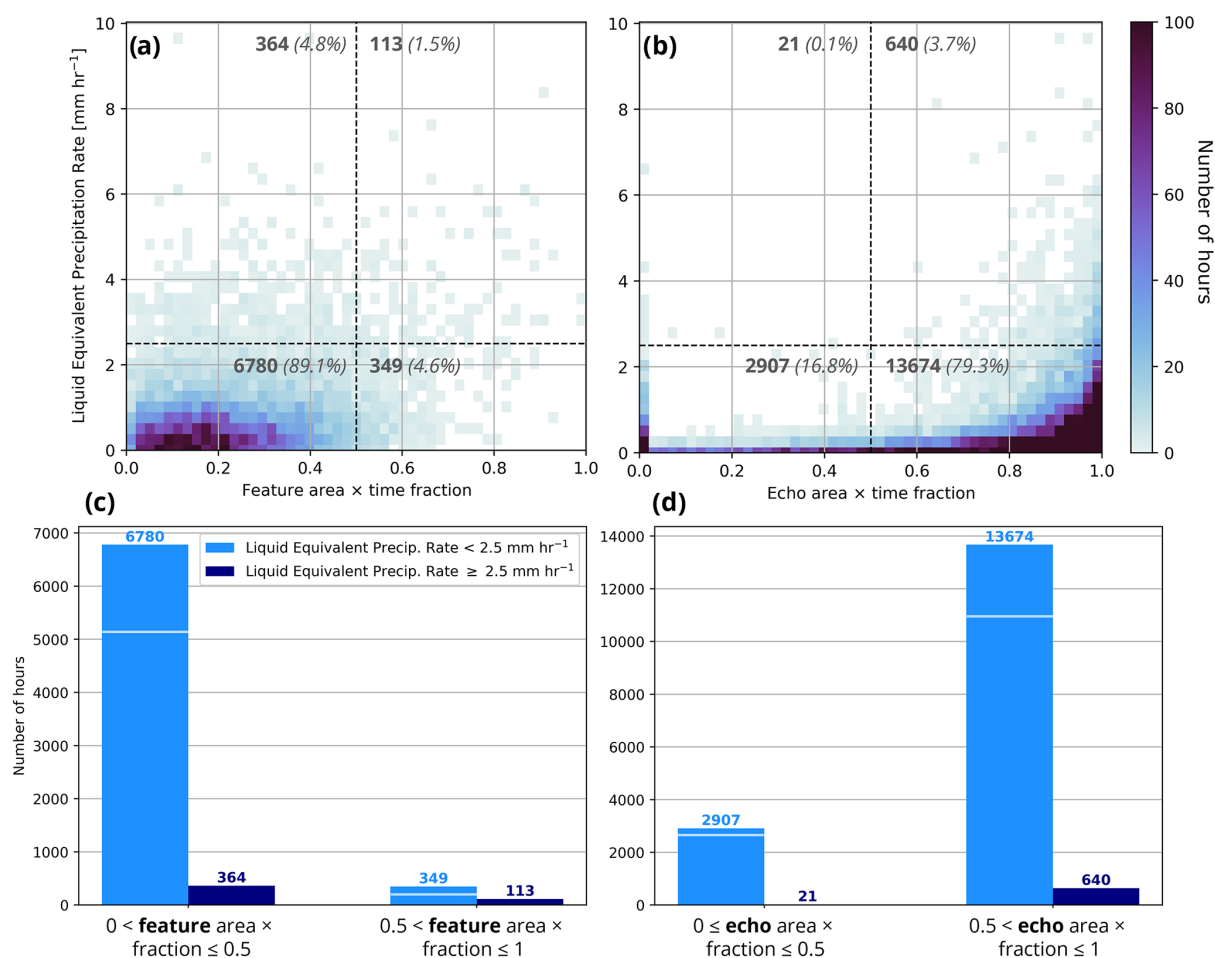 (a)
364 (4.8%) 113 (1.5%)
6780 (89.1%) 349 (4.6%)
10
8
6
4
2
0
Liquid Equivalent Precipitation Rate [mm hr⁻¹]
0.0 0.2 0.4 0.6 0.8 1.0
Feature area × time fraction
(b)
21 (0.1%) 640 (3.7%)
2907 (16.8%) 13674 (79.3%)
10
8
6
4
2
0
0.2 0.4 0.6 0.8 1.0
Echo area × time fraction
100
80
60
40
20
0
Number of hours
(c)
7000
6000
5000
4000
3000
2000
1000
0
Number of hours
Liquid Equivalent Precip. Rate < 2.5 mm hr⁻¹
Liquid Equivalent Precip. Rate ≥ 2.5 mm hr⁻¹
6780
364
349
113
0 < feature area ×
fraction ≤ 0.5
0.5 < feature area ×
fraction ≤ 1
(d)
14000
12000
10000
8000
6000
4000
2000
0
2907
21
13674
640
0 ≤ echo area ×
fraction ≤ 0.5
0.5 < echo area ×
fraction ≤ 1